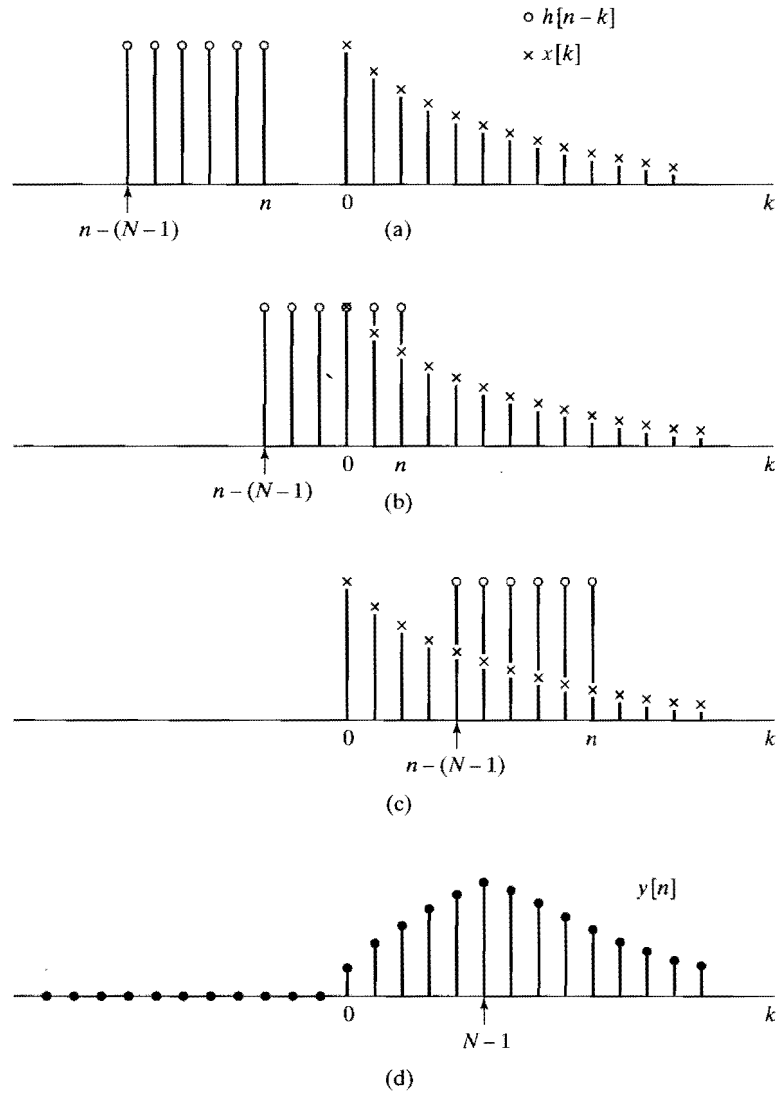 h[n – k]
x[k]
n 0 k
n – (N – 1)
(a)
0 n k
n – (N – 1)
(b)
0 n k
n – (N – 1)
(c)
y[n]
0 k
N – 1
(d)